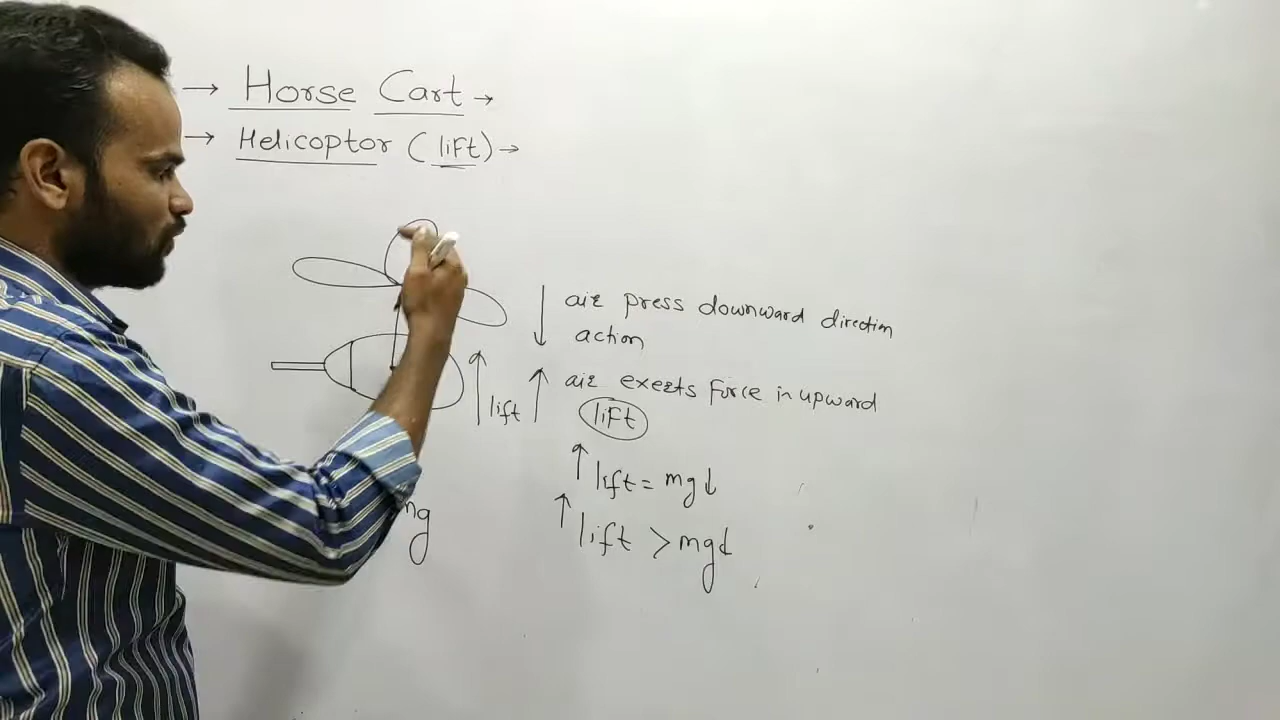 → Horse Cart →
→ Helicoptor (lift) →
↓ air press downward direction
action
↑ air exerts force in upward
lift
lift
↑ lift = mg↓
↑ lift > mg↓
mg